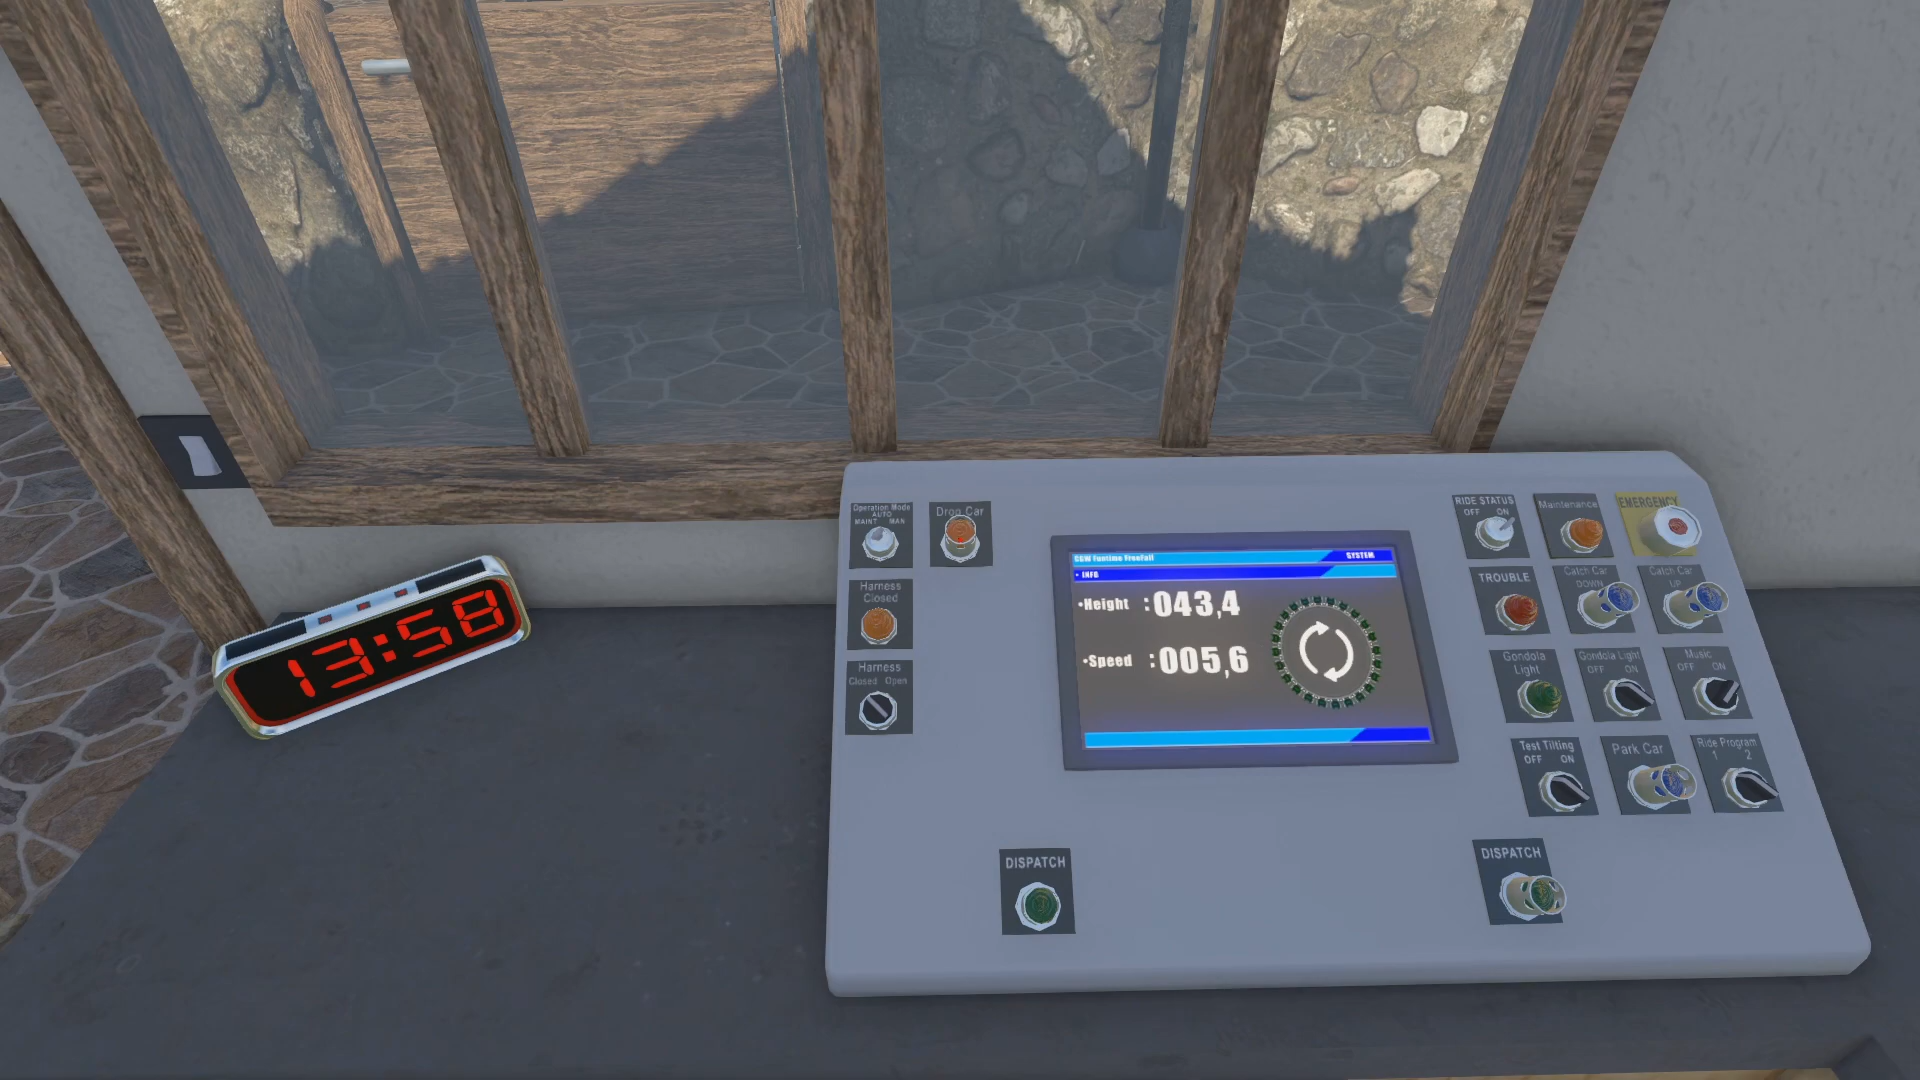 Operation Mode
AUTO
MAINT MAN
Drop Car
Harness
Closed
Harness
Closed Open
13:58
C&W Funtime FreeFall
SYSTEM
• INFO
•Height :043,4
•Speed :005,6
RIDE STATUS
OFF ON
Maintenance
EMERGENCY
TROUBLE
Catch Car
DOWN
Catch Car
UP
Gondola
Light
Gondola Light
OFF ON
Music
OFF ON
Test Tilting
OFF ON
Park Car
Ride Program
1 2
DISPATCH
DISPATCH